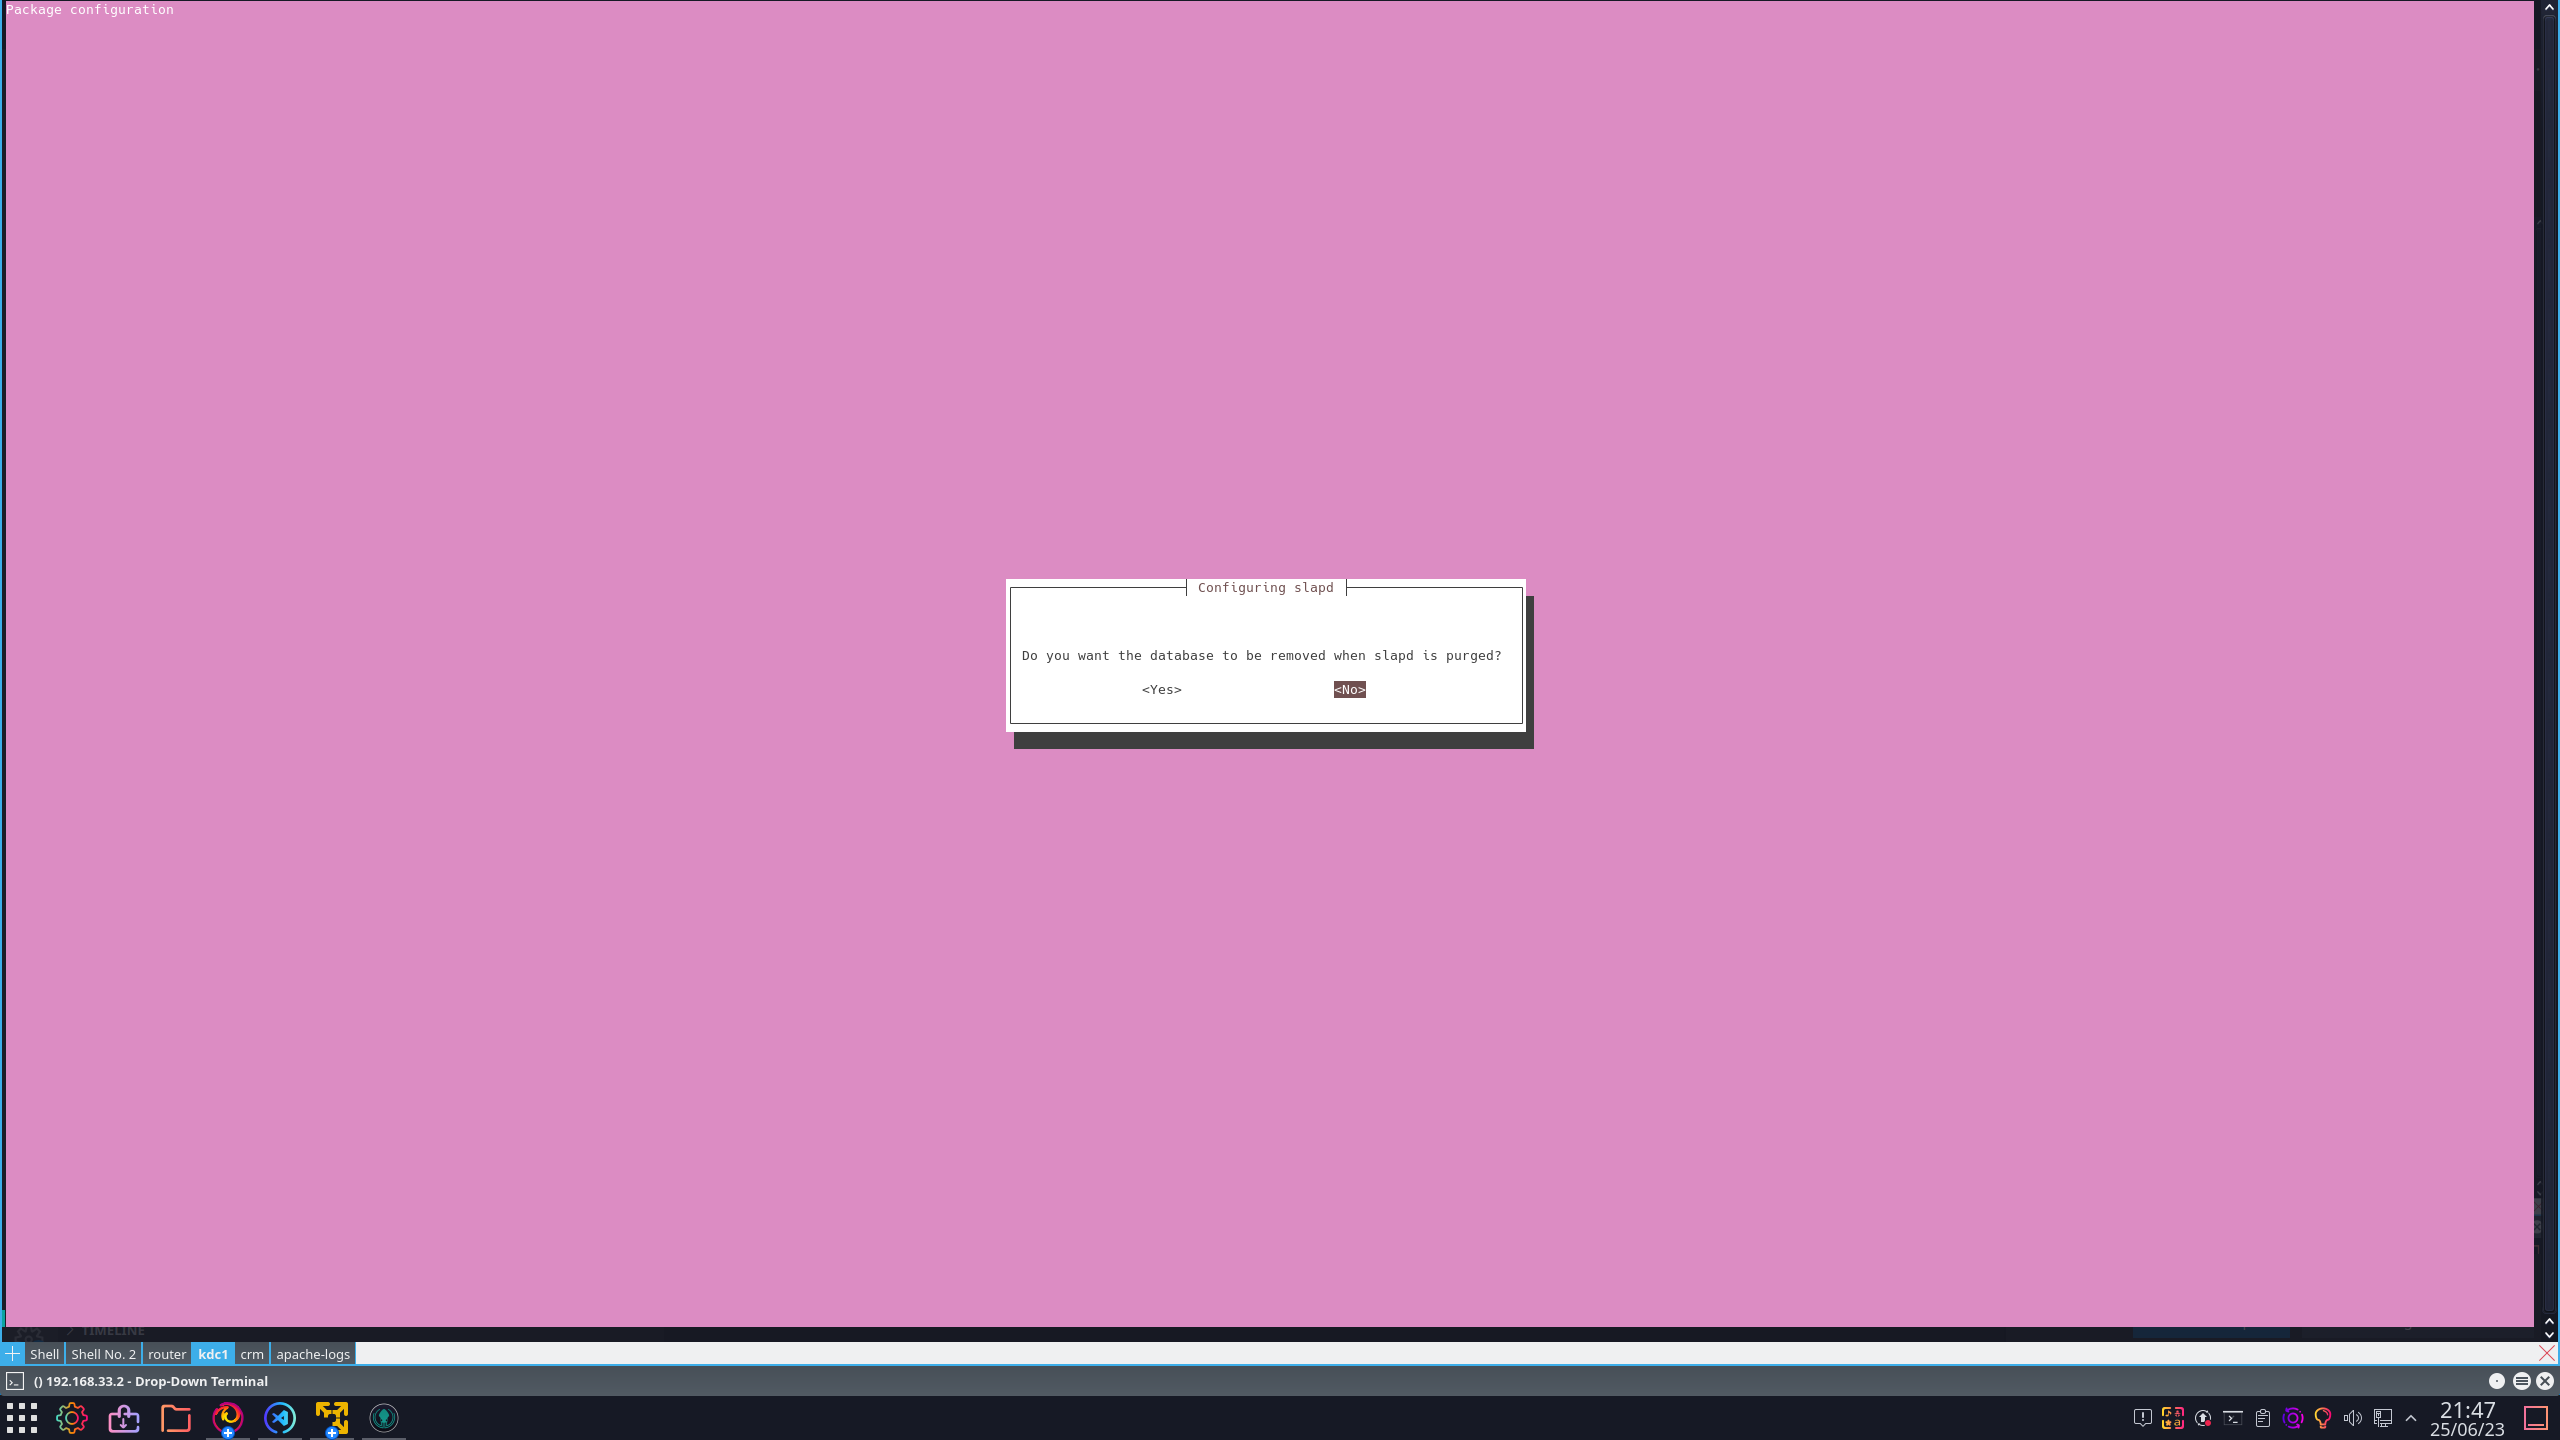 Package configuration
Configuring slapd
Do you want the database to be removed when slapd is purged?
<Yes> <No>
TIMELINE
Shell Shell No. 2 router kdc1 crm apache-logs
() 192.168.33.2 - Drop-Down Terminal
21:47
25/06/23